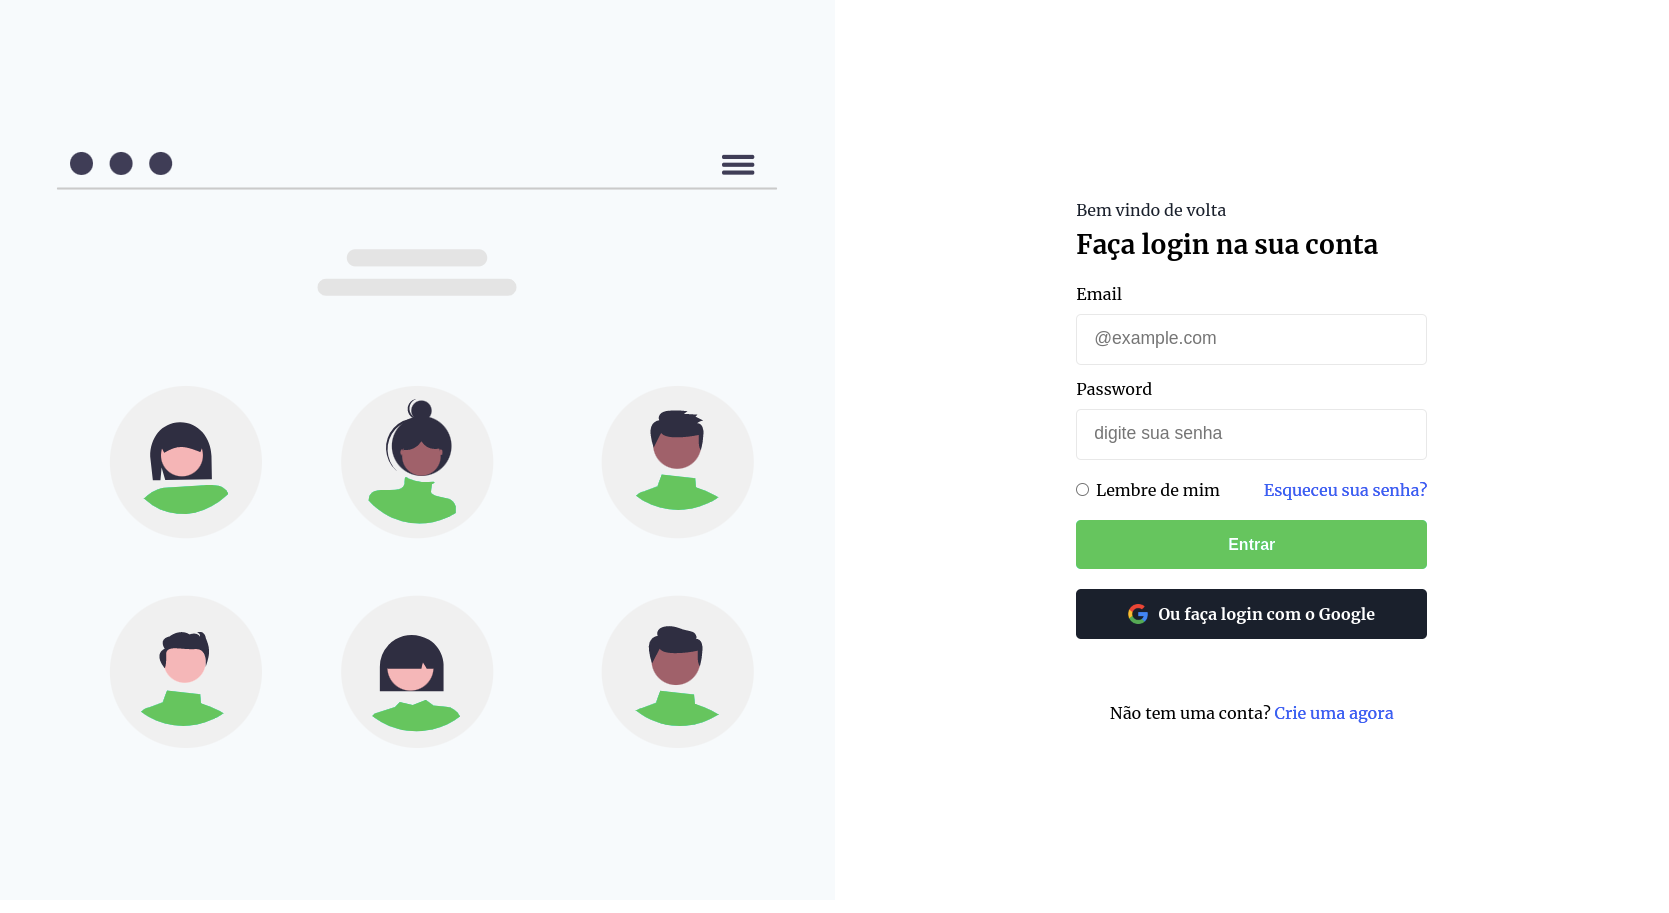 Bem vindo de volta
Faça login na sua conta
Email
@example.com
Password
digite sua senha
Lembre de mim Esqueceu sua senha?
Entrar
Ou faça login com o Google
Não tem uma conta? Crie uma agora